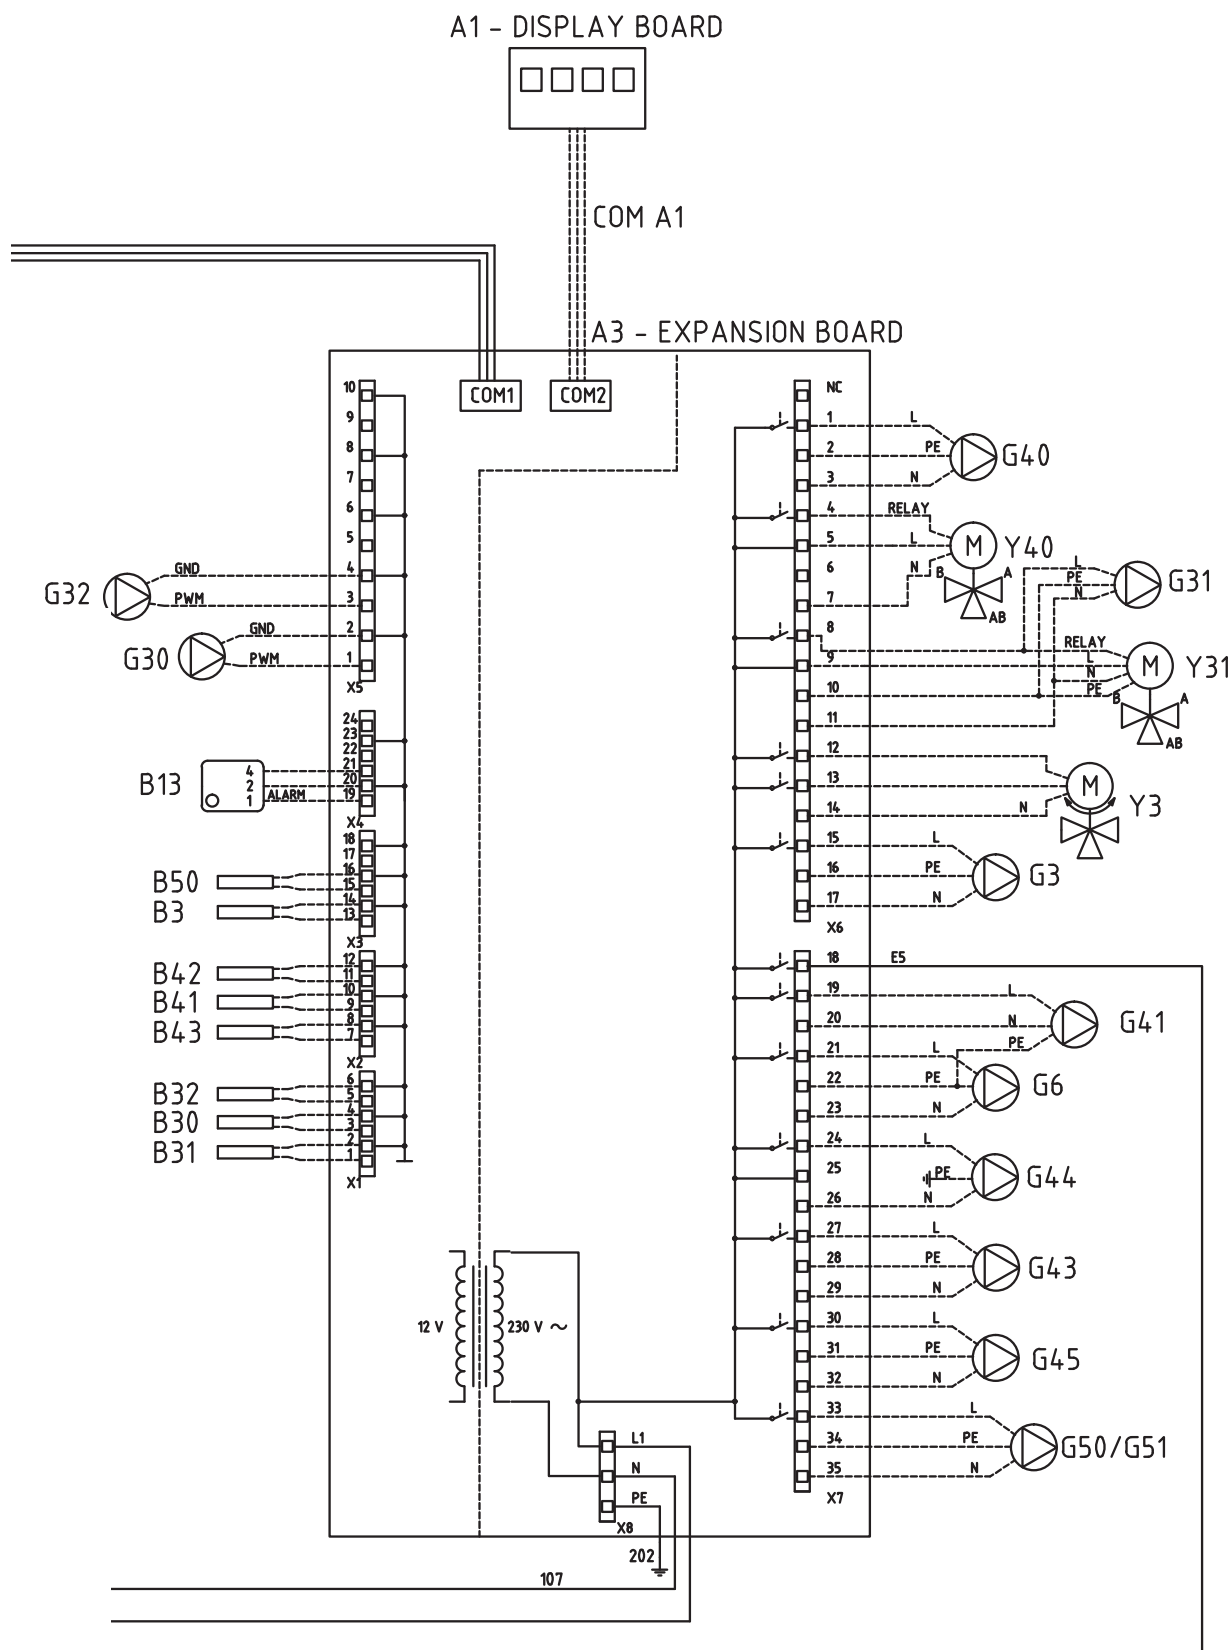 A1 - DISPLAY BOARD
COM A1
A3 - EXPANSION BOARD
COM1
COM2
10
9
8
7
6
5
4
3
2
1
X5
G32
GND
PWM
G30
GND
PWM
24
23
22
21
20
19
X4
B13
4
2
1
ALARM
18
17
16
15
14
13
X3
B50
B3
12
11
10
9
8
7
X2
B42
B41
B43
6
5
4
3
2
1
X1
B32
B30
B31
12 V
230 V ~
NC
1 L
2 PE
3 N
G40
4 RELAY
5 L
6
7 N
M
Y40
B
A
AB
L
PE
N
G31
8
9
10
11
RELAY
L
N
PE
M
Y31
B
A
AB
12
13
14 N
M
Y3
15 L
16 PE
17 N
G3
X6
18 E5
19 L
20 N
PE
G41
21 L
22 PE
23 N
G6
24 L
25 PE
26 N
G44
27 L
28 PE
29 N
G43
30 L
31 PE
32 N
G45
33 L
34 PE
35 N
G50/G51
X7
L1
N
PE
X8
202
107